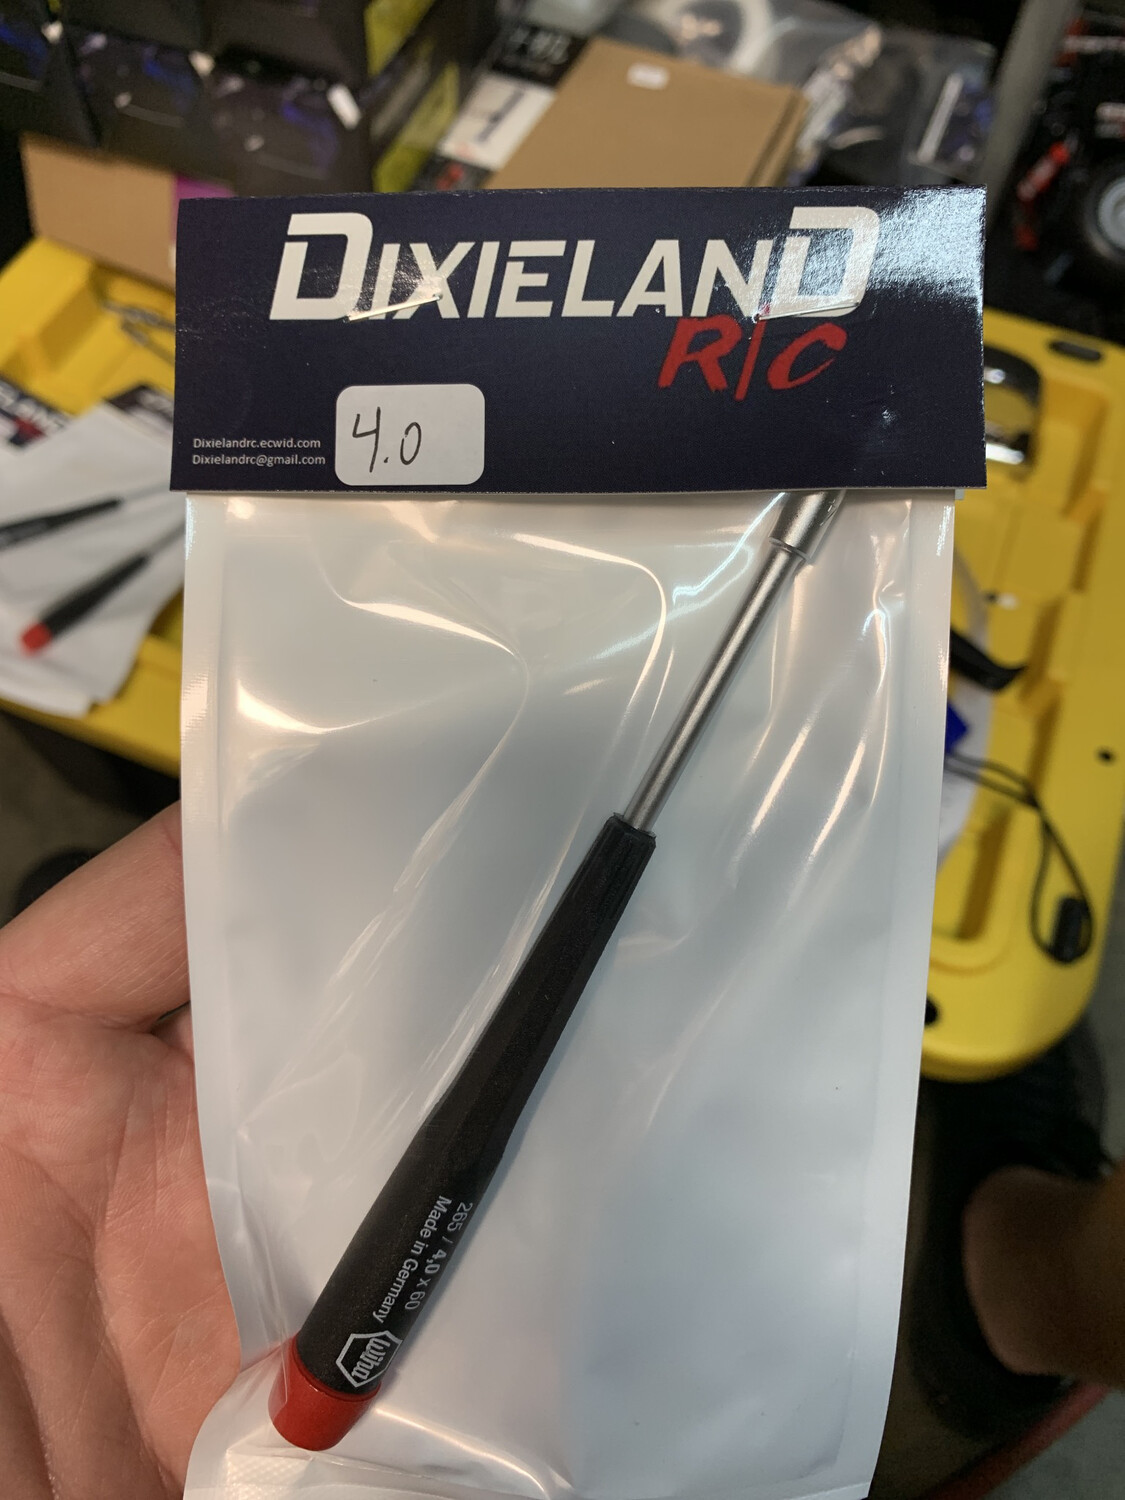 DIXIELAND
R/C
4.0
Dixielandrc.ecwid.com
Dixielandrc@gmail.com
265 / 4,0 x 60
Made in Germany
wiha